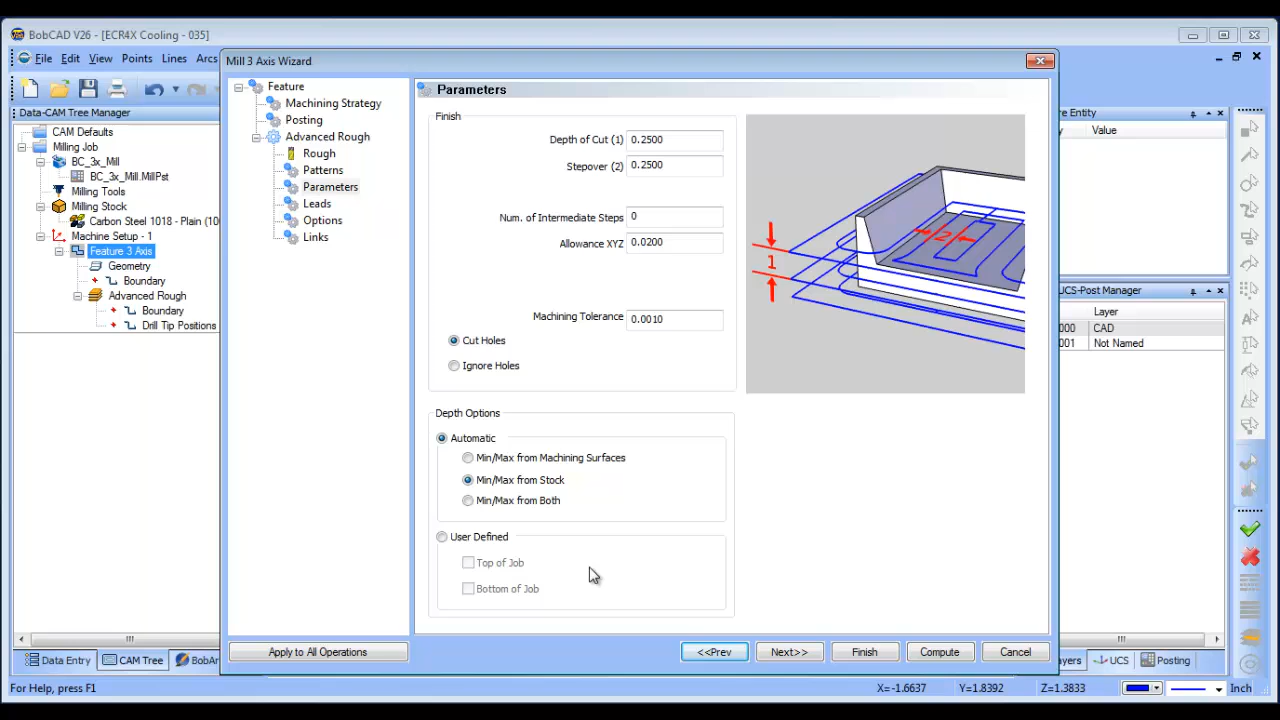 BobCAD V26 - [ECR4X Cooling - 035]
File Edit View Points Lines Arcs
Data-CAM Tree Manager
CAM Defaults
Milling Job
BC_3x_Mill
BC_3x_Mill.MillPst
Milling Tools
Milling Stock
Carbon Steel 1018 - Plain (10
Machine Setup - 1
Feature 3 Axis
Geometry
Boundary
Advanced Rough
Boundary
Drill Tip Positions
Data Entry CAM Tree BobAr
Mill 3 Axis Wizard
Feature
Machining Strategy
Posting
Advanced Rough
Rough
Patterns
Parameters
Leads
Options
Links
Parameters
Finish
Depth of Cut (1) 0.2500
Stepover (2) 0.2500
Num. of Intermediate Steps 0
Allowance XYZ 0.0200
Machining Tolerance 0.0010
Cut Holes
Ignore Holes
1
2
Depth Options
Automatic
Min/Max from Machining Surfaces
Min/Max from Stock
Min/Max from Both
User Defined
Top of Job
Bottom of Job
Apply to All Operations <<Prev Next>> Finish Compute Cancel
re Entity
Value
UCS-Post Manager
Layer
000 CAD
001 Not Named
ayers UCS Posting
For Help, press F1 X=-1.6637 Y=1.8392 Z=1.3833 Inch